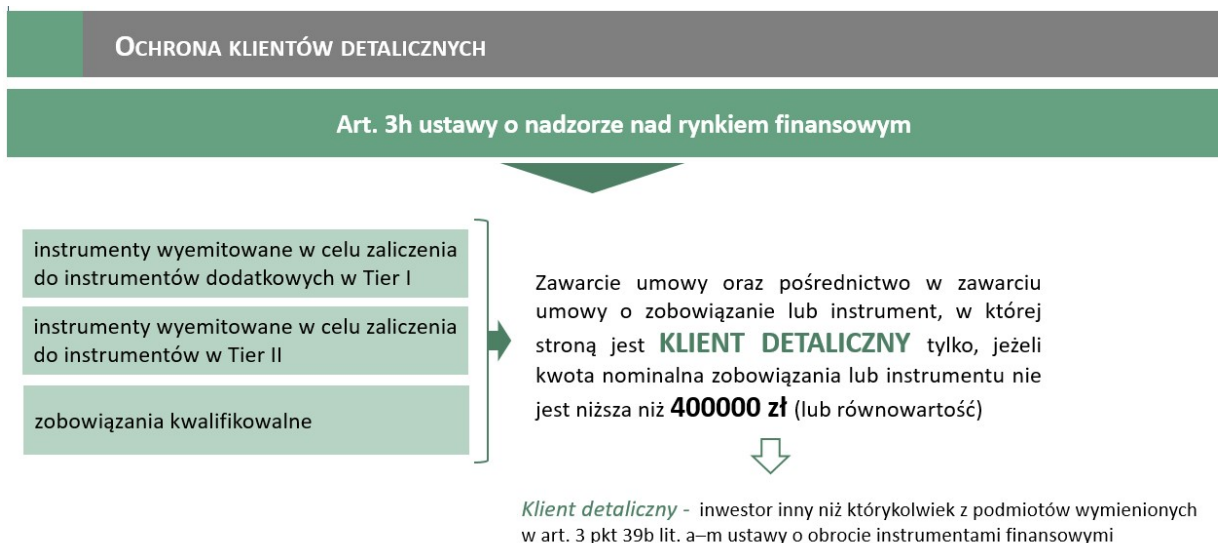 OCHRONA KLIENTÓW DETALICZNYCH
Art. 3h ustawy o nadzorze nad rynkiem finansowym
instrumenty wyemitowane w celu zaliczenia
do instrumentów dodatkowych w Tier I
instrumenty wyemitowane w celu zaliczenia
do instrumentów w Tier II
zobowiązania kwalifikowalne
Zawarcie umowy oraz pośrednictwo w zawarciu
umowy o zobowiązanie lub instrument, w której
stroną jest KLIENT DETALICZNY tylko, jeżeli
kwota nominalna zobowiązania lub instrumentu nie
jest niższa niż 400000 zł (lub równowartość)
Klient detaliczny - inwestor inny niż którykolwiek z podmiotów wymienionych
w art. 3 pkt 39b lit. a–m ustawy o obrocie instrumentami finansowymi